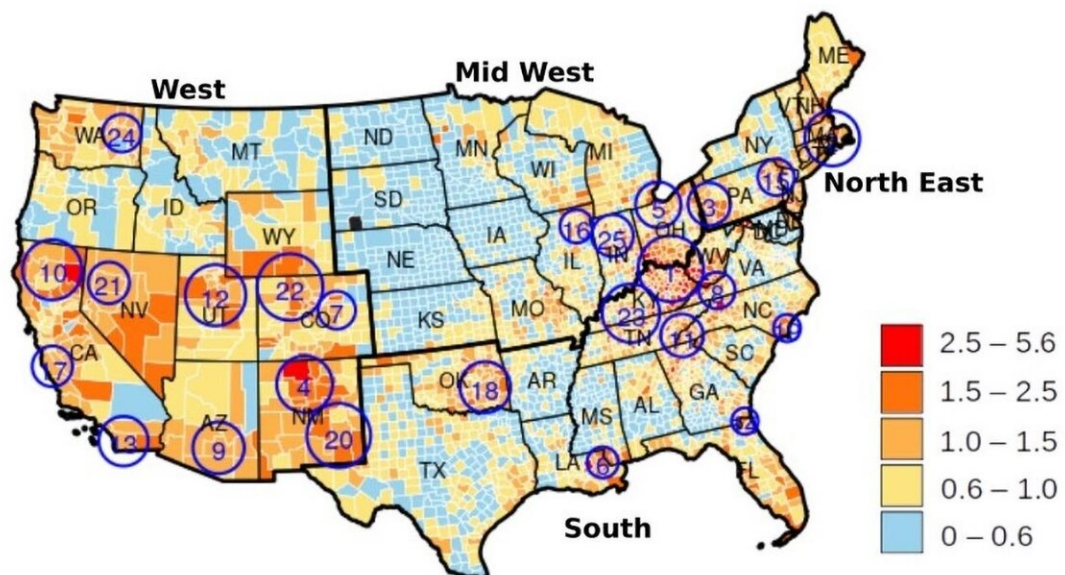 West
Mid West
North East
South
WA
24
MT
ND
MN
WI
MI
ME
NY
OR
ID
SD
WY
IA
NE
PA
15
3
5
OH
16
25
IN
IL
WV
VA
10
21
NV
12
UT
22
7
CO
KS
MO
1
8
23
TN
NC
11
SC
CA
17
4
NM
OK
18
AR
MS
AL
GA
13
AZ
9
20
TX
LA
6
FL
2.5 – 5.6
1.5 – 2.5
1.0 – 1.5
0.6 – 1.0
0 – 0.6